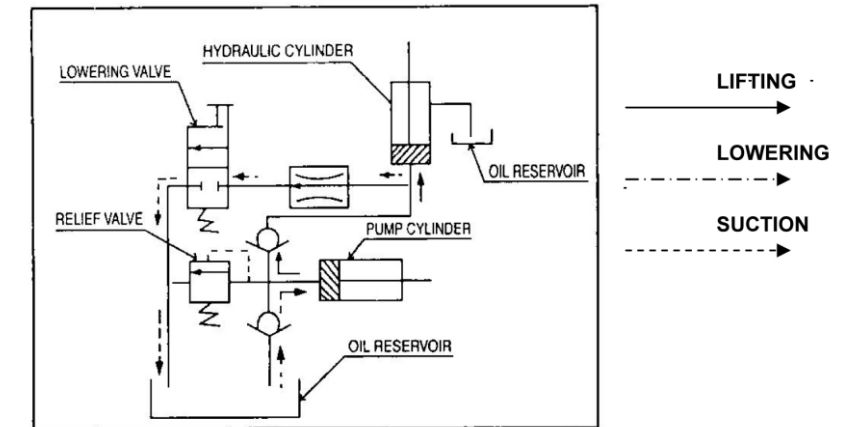 HYDRAULIC CYLINDER
LOWERING VALVE
OIL RESERVOIR
RELIEF VALVE
PUMP CYLINDER
OIL RESERVOIR
LIFTING
LOWERING
SUCTION